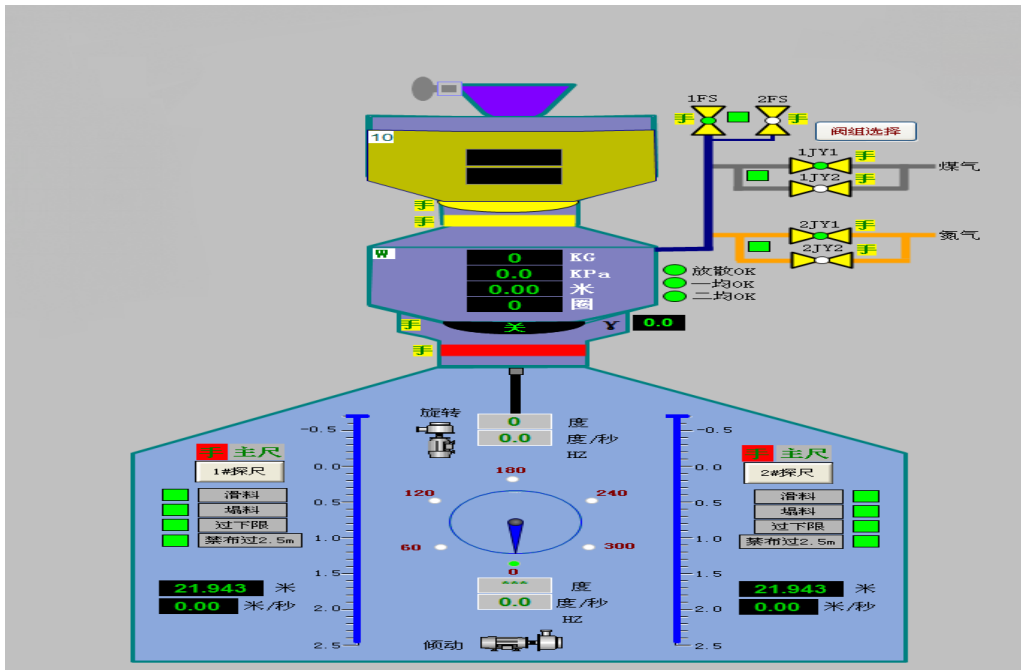 1FS 2FS
手 手
阀组选择
10
1JY1 手
煤气
1JY2 手
手
手
2JY1 手
氮气
2JY2 手
W
0 KG
0.0 KPa
0.00 米
0 圈
放散OK
一均OK
二均OK
手 关 γ 0.0
手
旋转 0 度
0.0 度/秒
HZ
-0.5 -0.5
手 主尺 手 主尺
1#探尺 2#探尺
0.0 180 0.0
滑料 120 240 滑料
0.5 0.5
塌料 塌料
过下限 过下限
禁布过2.5m 1.0 60 300 1.0 禁布过2.5m
0
1.5 1.5
21.943 米 *** 度 21.943 米
0.00 米/秒 2.0 0.0 度/秒 2.0 0.00 米/秒
HZ
2.5 倾动 2.5